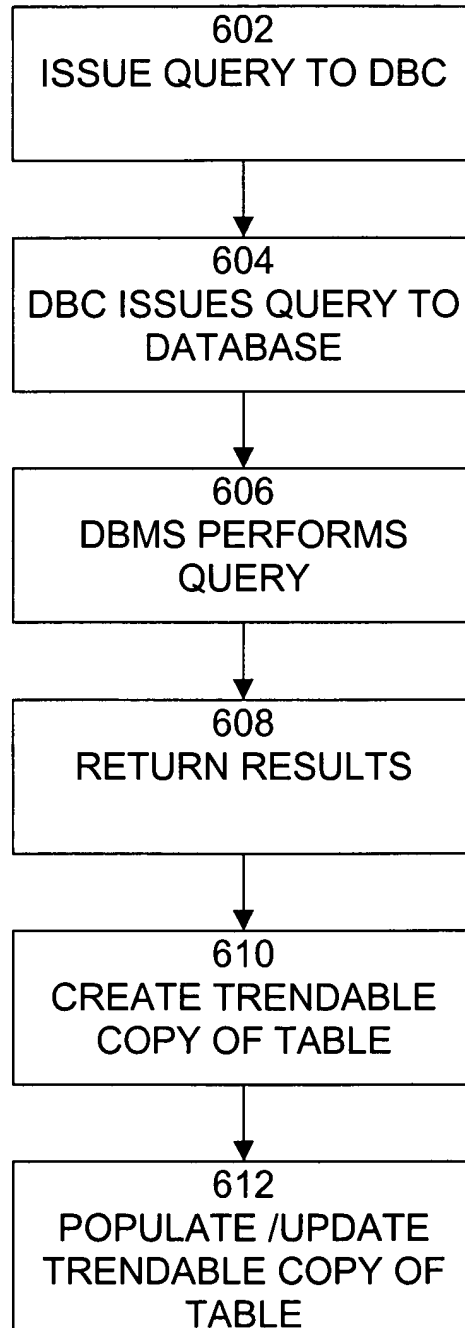 602
ISSUE QUERY TO DBC
604
DBC ISSUES QUERY TO
DATABASE
606
DBMS PERFORMS
QUERY
608
RETURN RESULTS
610
CREATE TRENDABLE
COPY OF TABLE
612
POPULATE /UPDATE
TRENDABLE COPY OF
TABLE